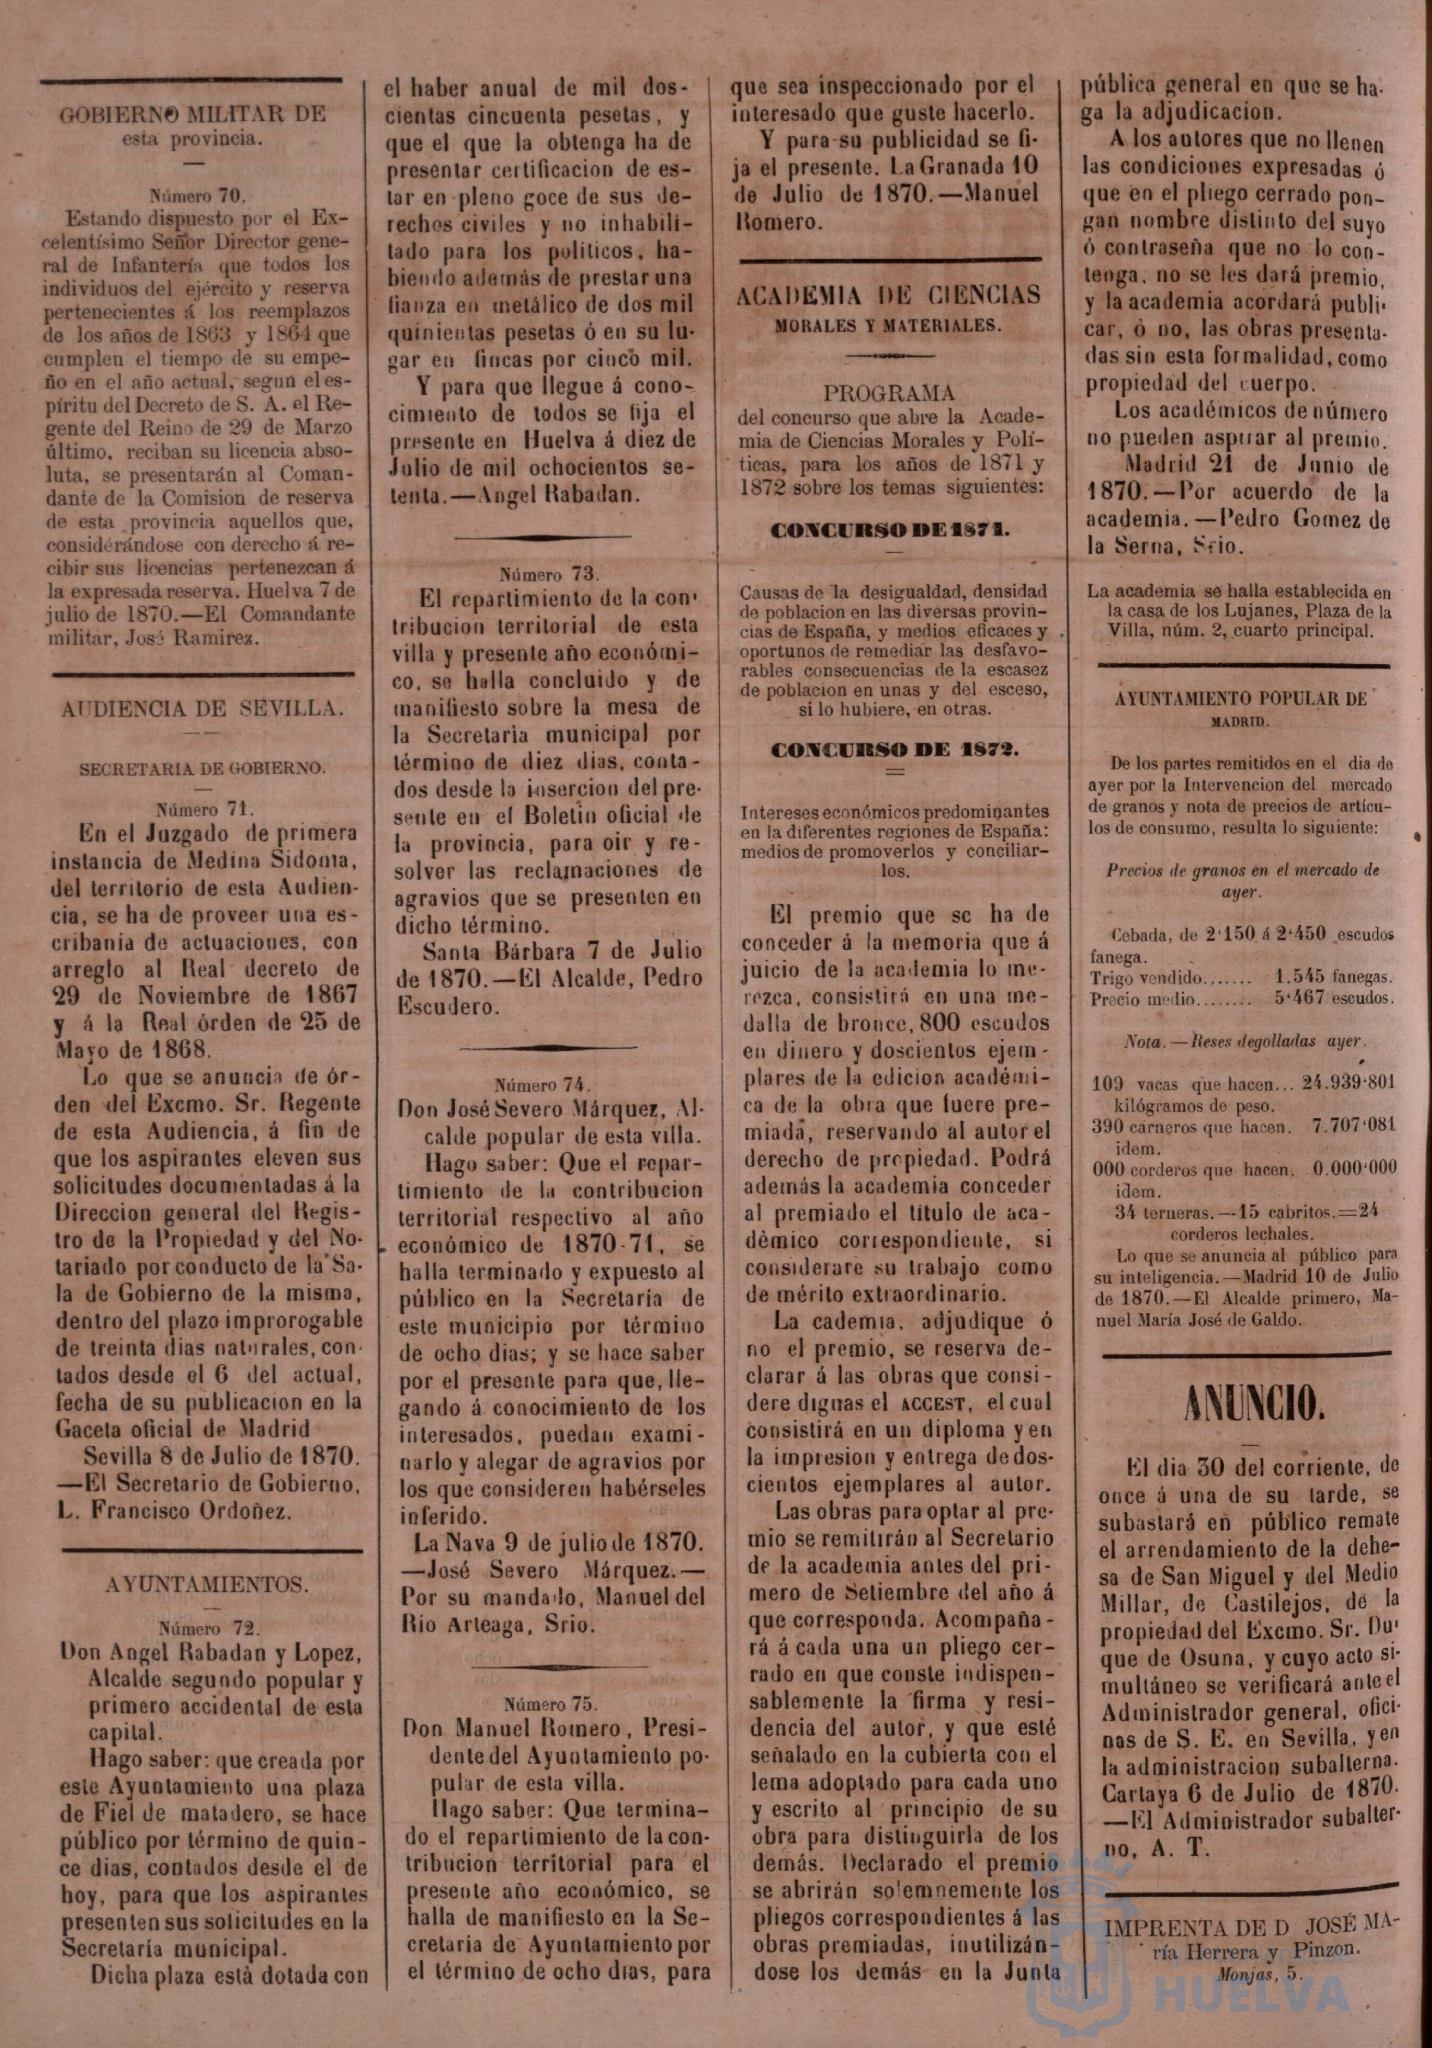 GOBIERNO MILITAR DE
esta provincia.
Número 70.
Estando dispuesto por el Ex-
celentísimo Señor Director gene-
ral de Infantería que todos los
individuos del ejército y reserva
pertenecientes á los reemplazos
de los años de 1863 y 1864 que
cumplen el tiempo de su empe-
ño en el año actual, segun el es-
píritu del Decreto de S. A. el Re-
gente del Reino de 29 de Marzo
último, reciban su licencia abso-
luta, se presentarán al Coman-
dante de la Comision de reserva
de esta provincia aquellos que,
considérándose con derecho á re-
cibir sus licencias pertenezcan á
la expresada reserva. Huelva 7 de
julio de 1870.—El Comandante
militar, José Ramirez.
AUDIENCIA DE SEVILLA.
SECRETARIA DE GOBIERNO.
Número 71.
En el Juzgado de primera
instancia de Medina Sidonia,
del territorio de esta Audien-
cia, se ha de proveer una es-
cribania de actuaciones, con
arreglo al Real decreto de
29 de Noviembre de 1867
y á la Real órden de 25 de
Mayo de 1868.
Lo que se anuncia de ór-
den del Excmo. Sr. Regente
de esta Audiencia, á fin de
que los aspirantes eleven sus
solicitudes documentadas á la
Direccion general del Regis-
tro de la Propiedad y del No-
tariado por conducto de la Sa-
la de Gobierno de la misma,
dentro del plazo improrogable
de treinta dias naturales, con-
tados desde el 6 del actual,
fecha de su publicacion en la
Gaceta oficial de Madrid
Sevilla 8 de Julio de 1870.
—El Secretario de Gobierno,
L. Francisco Ordoñez.
AYUNTAMIENTOS.
Número 72.
Don Angel Rabadan y Lopez,
Alcalde segundo popular y
primero accidental de esta
capital.
Hago saber: que creada por
este Ayuntamiento una plaza
de Fiel de matadero, se hace
público por término de quin-
ce dias, contados desde el de
hoy, para que los aspirantes
presenten sus solicitudes en la
Secretaría municipal.
Dicha plaza està dotada con
el haber anual de mil dos-
cientas cincuenta pesetas, y
que el que la obtenga ha de
presentar certificacion de es-
tar en pleno goce de sus de-
rechos civiles y no inhabili-
tado para los politicos, ha-
biendo además de prestar una
fianza en metálico de dos mil
quinientas pesetas ó en su lu-
gar en fincas por cinco mil.
Y para que llegue á cono-
cimiento de todos se fija el
presente en Huelva á diez de
Julio de mil ochocientos se-
tenta.—Angel Rabadan.
Número 73.
El repartimiento de la con-
tribucion territorial de esta
villa y presente año económi-
co, se halla concluido y de
manifiesto sobre la mesa de
la Secretaria municipal por
término de diez dias, conta-
dos desde la insercion del pre-
sente en el Boletin oficial de
la provincia, para oir y re-
solver las reclamaciones de
agravios que se presenten en
dicho término.
Santa Bárbara 7 de Julio
de 1870.—El Alcalde, Pedro
Escudero.
Número 74.
Don José Severo Márquez, Al-
calde popular de esta villa.
Hago saber: Que el repar-
timiento de la contribucion
territorial respectivo al año
económico de 1870-71, se
halla terminado y expuesto al
público en la Secretaría de
este municipio por término
de ocho dias; y se hace saber
por el presente para que, lle-
gando á conocimiento de los
interesados, puedan exami-
narlo y alegar de agravios por
los que consideren habérseles
inferido.
La Nava 9 de julio de 1870.
—José Severo Márquez.—
Por su mandado, Manuel del
Rio Arteaga, Srio.
Número 75.
Don Manuel Romero, Presi-
dente del Ayuntamiento po-
pular de esta villa.
Hago saber: Que termina-
do el repartimiento de la con-
tribucion territorial para el
presente año económico, se
halla de manifiesto en la Se-
cretaria de Ayuntamiento por
el término de ocho dias, para
que sea inspeccionado por el
interesado que guste hacerlo.
Y para su publicidad se fi-
ja el presente. La Granada 10
de Julio de 1870.—Manuel
Romero.
ACADEMIA DE CIENCIAS
MORALES Y MATERIALES.
PROGRAMA
del concurso que abre la Acade-
mia de Ciencias Morales y Polí-
ticas, para los años de 1871 y
1872 sobre los temas siguientes:
CONCURSO DE 1871.
Causas de la desigualdad, densidad
de poblacion en las diversas provin-
cias de España, y medios eficaces y
oportunos de remediar las desfavo-
rables consecuencias de la escasez
de poblacion en unas y del esceso,
si lo hubiere, en otras.
CONCURSO DE 1872.
Intereses económicos predominantes
en la diferentes regiones de España:
medios de promoverlos y conciliar-
los.
El premio que se ha de
conceder á la memoria que á
juicio de la academia lo me-
rezca, consistirá en una me-
dalla de bronce, 800 escudos
en dinero y doscientos ejem-
plares de la edicion académi-
ca de la obra que fuere pre-
miada, reservando al autor el
derecho de propiedad. Podrá
además la academia conceder
al premiado el título de aca-
dèmico correspondiente, si
considerare su trabajo como
de mérito extraordinario.
La cademia, adjudique ó
no el premio, se reserva de-
clarar á las obras que consi-
dere dignas el ACCEST, el cual
consistirá en un diploma y en
la impresion y entrega de dos-
cientos ejemplares al autor.
Las obras para optar al pre-
mio se remitirán al Secretario
de la academia antes del pri-
mero de Setiembre del año á
que corresponda. Acompaña-
rá á cada una un pliego cer-
rado en que conste indispen-
sablemente la firma y resi-
dencia del autor, y que esté
señalado en la cubierta con el
lema adoptado para cada uno
y escrito al principio de su
obra para distinguirla de los
demás. Declarado el premio
se abrirán solemnemente los
pliegos correspondientes á las
obras premiadas, inutilizán-
dose los demás en la Junta
pública general en que se ha-
ga la adjudicacion.
A los autores que no llenen
las condiciones expresadas ó
que en el pliego cerrado pon-
gan nombre distinto del suyo
ó contraseña que no lo con-
tenga, no se les dará premio,
y la academia acordará publi-
car, ó no, las obras presenta-
das sin esta formalidad, como
propiedad del cuerpo.
Los académicos de número
no pueden aspirar al premio.
Madrid 21 de Junio de
1870.—Por acuerdo de la
academia.—Pedro Gomez de
la Serna, Srio.
La academia se halla establecida en
la casa de los Lujanes, Plaza de la
Villa, núm. 2, cuarto principal.
AYUNTAMIENTO POPULAR DE
MADRID.
De los partes remitidos en el dia de
ayer por la Intervencion del mercado
de granos y nota de precios de artícu-
los de consumo, resulta lo siguiente:
Precios de granos en el mercado de
ayer.
Cebada, de 2'150 á 2'450 escudos
fanega.
Trigo vendido....... 1.545 fanegas.
Precio medio........ 5'467 escudos.
Nota.—Reses degolladas ayer.
109 vacas que hacen... 24.939'801
kilógramos de peso.
390 carneros que hacen. 7.707'081
idem.
000 corderos que hacen. 0.000'000
idem.
34 terneras.—15 cabritos.=24
corderos lechales.
Lo que se anuncia al público para
su inteligencia.—Madrid 10 de Julio
de 1870.—El Alcalde primero, Ma-
nuel María José de Galdo.
ANUNCIO.
El dia 30 del corriente, de
once á una de su tarde, se
subastará en público remate
el arrendamiento de la dehe-
sa de San Miguel y del Medio
Millar, de Castilejos, de la
propiedad del Excmo. Sr. Du-
que de Osuna, y cuyo acto si-
multáneo se verificará ante el
Administrador general, ofici-
nas de S. E. en Sevilla, y en
la administracion subalterna.
Cartaya 6 de Julio de 1870.
—El Administrador subalter-
no, A. T.
IMPRENTA DE D JOSÉ MA-
ría Herrera y Pinzon.
Monjas, 5.
HUELVA